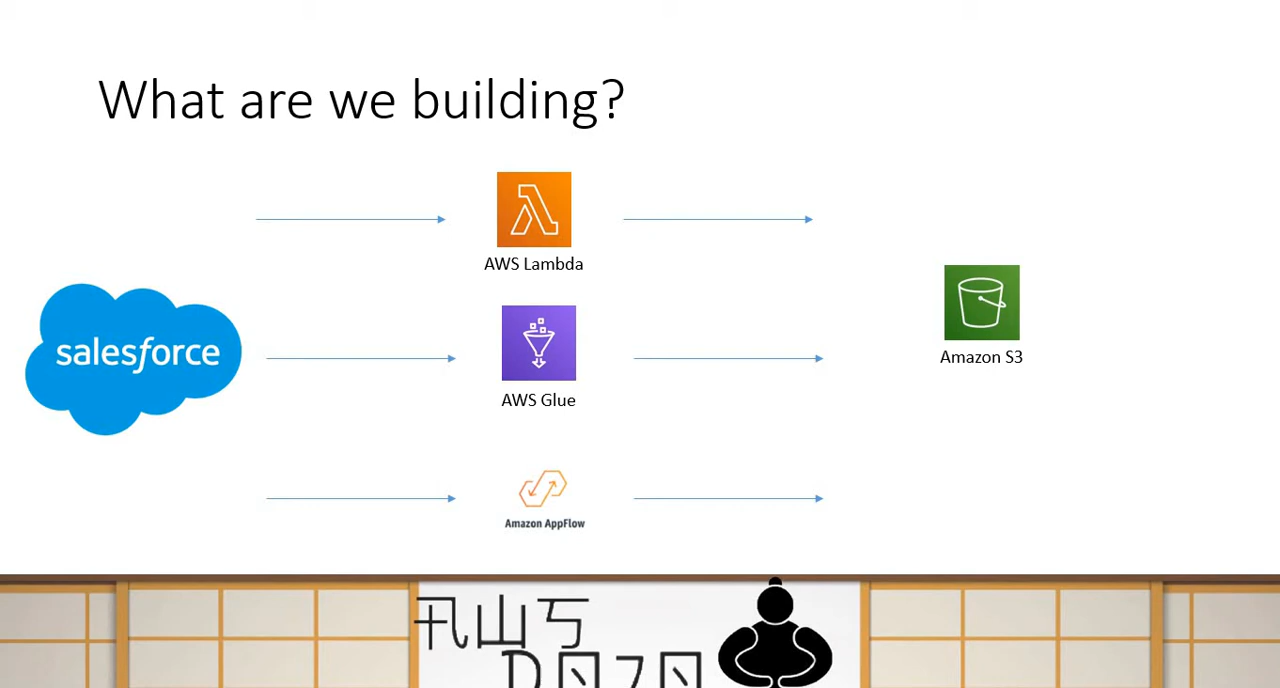 What are we building?
AWS Lambda
salesforce
AWS Glue
Amazon S3
Amazon AppFlow